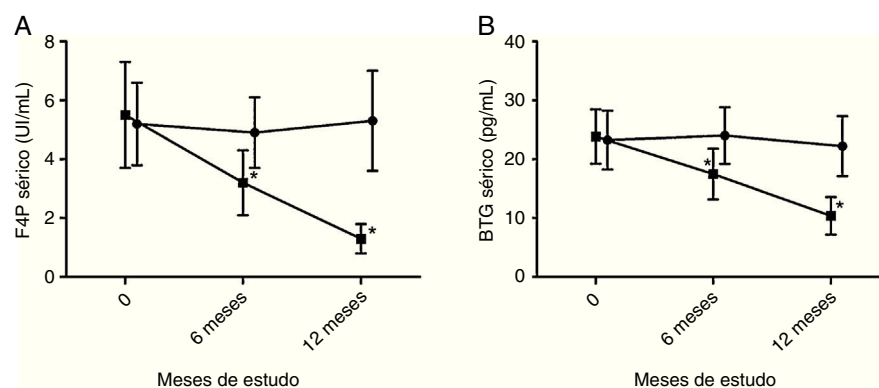 A
F4P sérico (UI/mL)
8
6
4
2
0
*
*
0
6 meses
12 meses
Meses de estudo
B
BTG sérico (pg/mL)
40
30
20
10
0
*
*
0
6 meses
12 meses
Meses de estudo